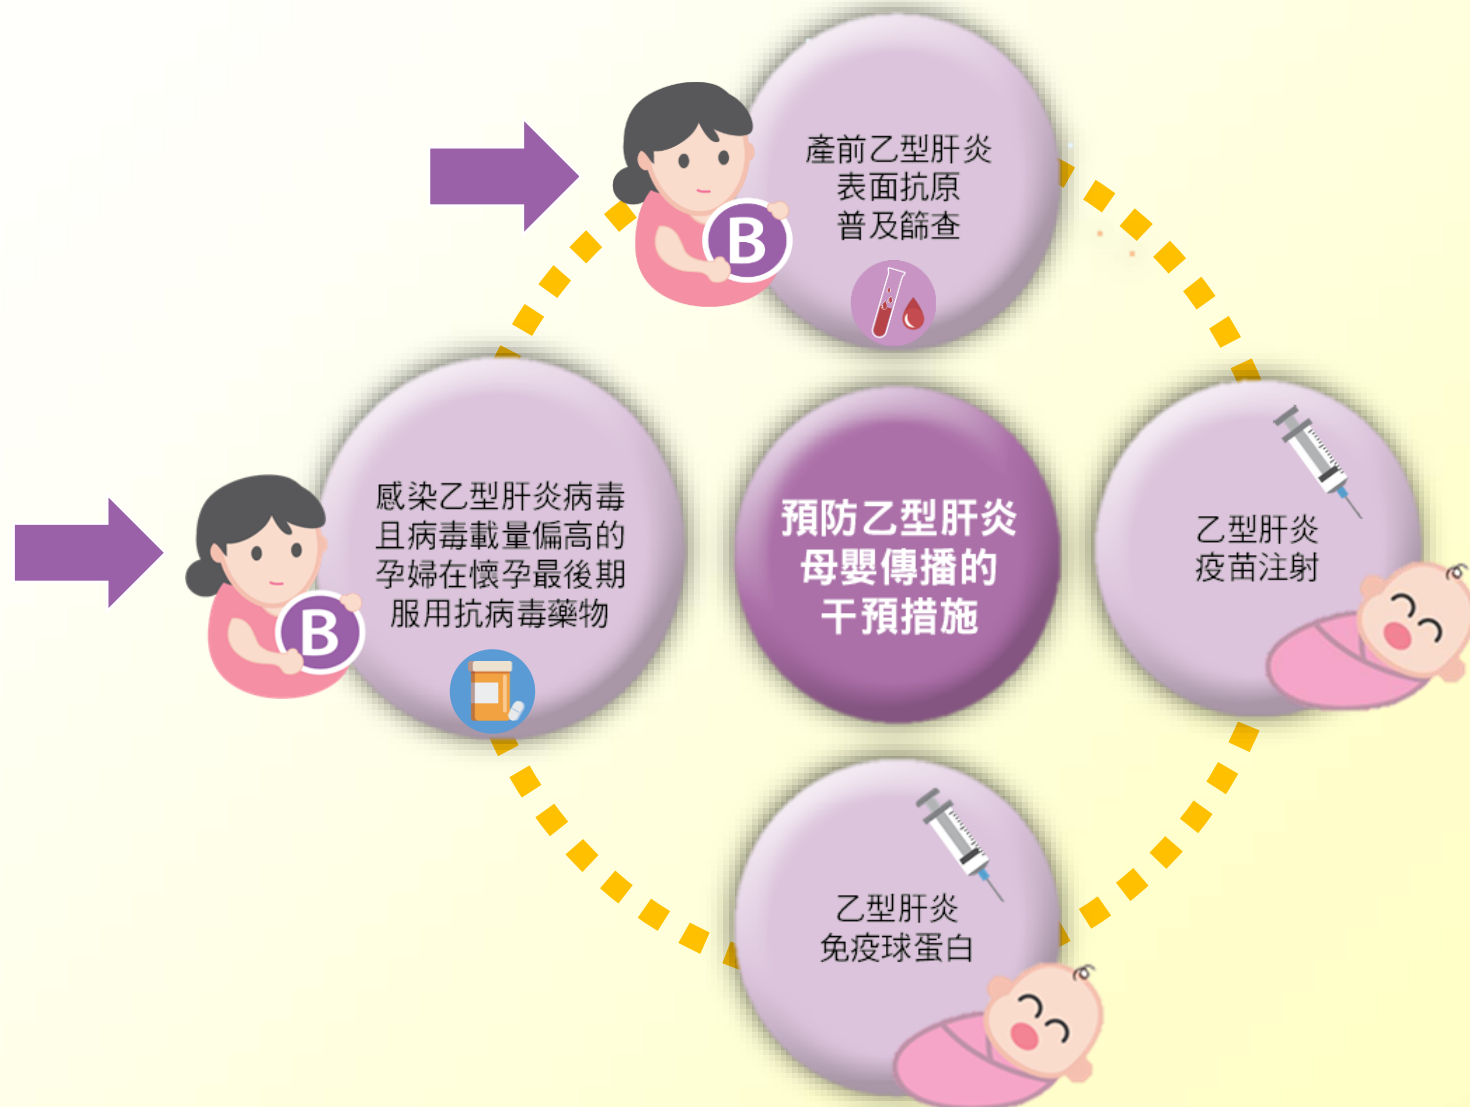 產前乙型肝炎
表面抗原
普及篩查
B
感染乙型肝炎病毒
且病毒載量偏高的
孕婦在懷孕最後期
服用抗病毒藥物
B
預防乙型肝炎
母嬰傳播的
干預措施
乙型肝炎
疫苗注射
乙型肝炎
免疫球蛋白